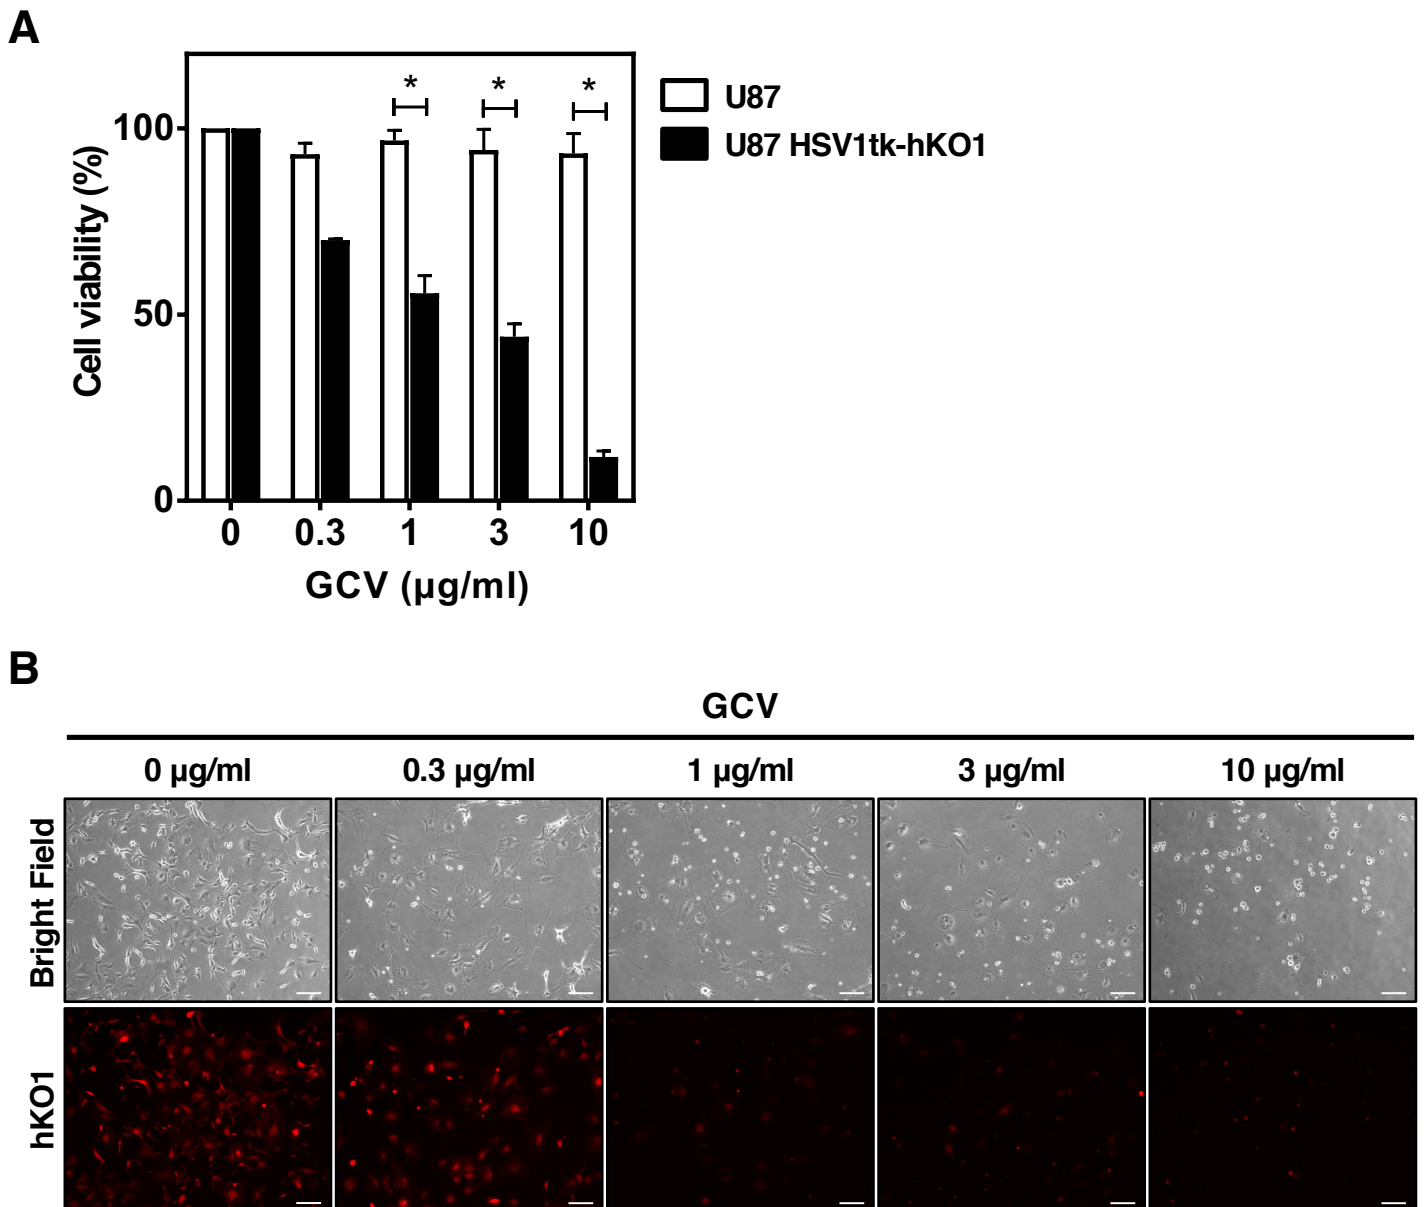 A
* * *
U87
U87 HSV1tk-hKO1
100
50
0
Cell viability (%)
0 0.3 1 3 10
GCV (µg/ml)
B
GCV
0 µg/ml 0.3 µg/ml 1 µg/ml 3 µg/ml 10 µg/ml
Bright Field
hKO1